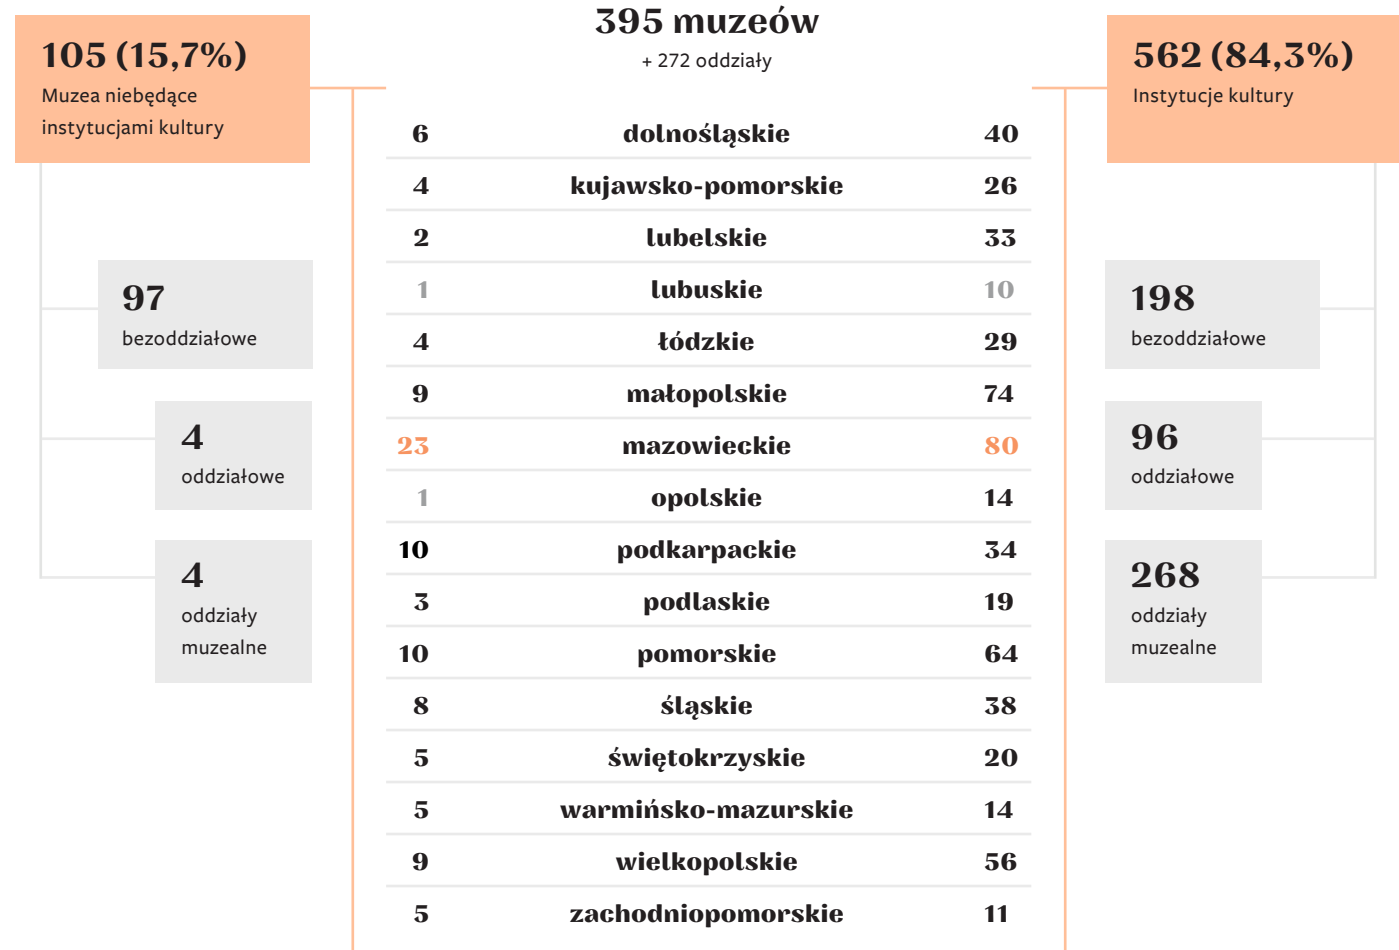 395 muzeów
+ 272 oddziały
105 (15,7%)
Muzea niebędące
instytucjami kultury
97
bezoddziałowe
4
oddziałowe
4
oddziały
muzealne
6 dolnośląskie 40
4 kujawsko-pomorskie 26
2 lubelskie 33
1 lubuskie 10
4 łódzkie 29
9 małopolskie 74
23 mazowieckie 80
1 opolskie 14
10 podkarpackie 34
3 podlaskie 19
10 pomorskie 64
8 śląskie 38
5 świętokrzyskie 20
5 warmińsko-mazurskie 14
9 wielkopolskie 56
5 zachodniopomorskie 11
562 (84,3%)
Instytucje kultury
198
bezoddziałowe
96
oddziałowe
268
oddziały
muzealne